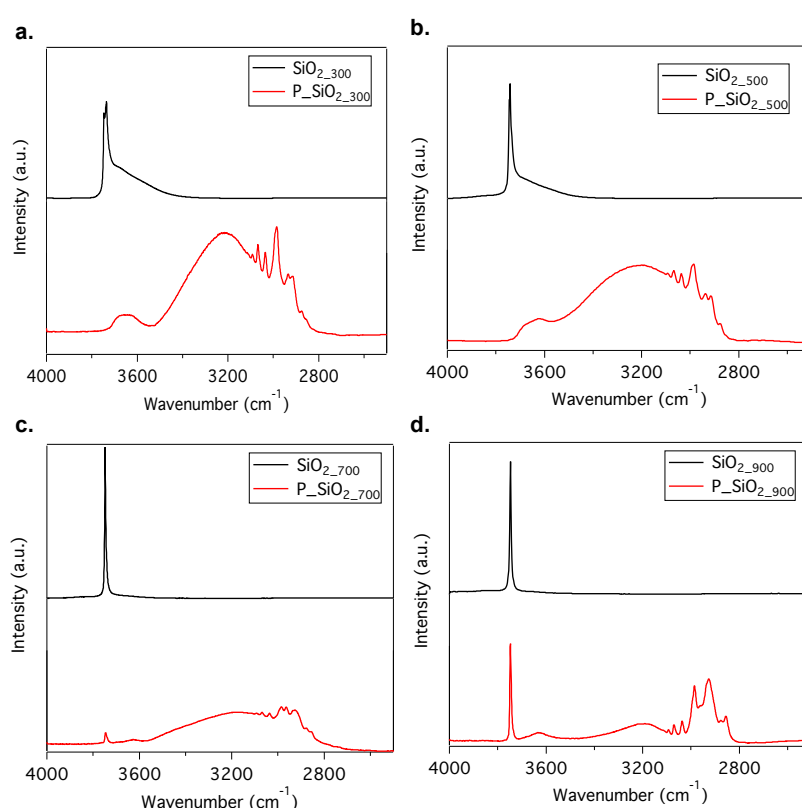 a.
SiO2_300
P_SiO2_300
Intensity (a.u.)
4000 3600 3200 2800
Wavenumber (cm-1)
b.
SiO2_500
P_SiO2_500
Intensity (a.u.)
4000 3600 3200 2800
Wavenumber (cm-1)
c.
SiO2_700
P_SiO2_700
Intensity (a.u.)
4000 3600 3200 2800
Wavenumber (cm-1)
d.
SiO2_900
P_SiO2_900
Intensity (a.u.)
4000 3600 3200 2800
Wavenumber (cm-1)